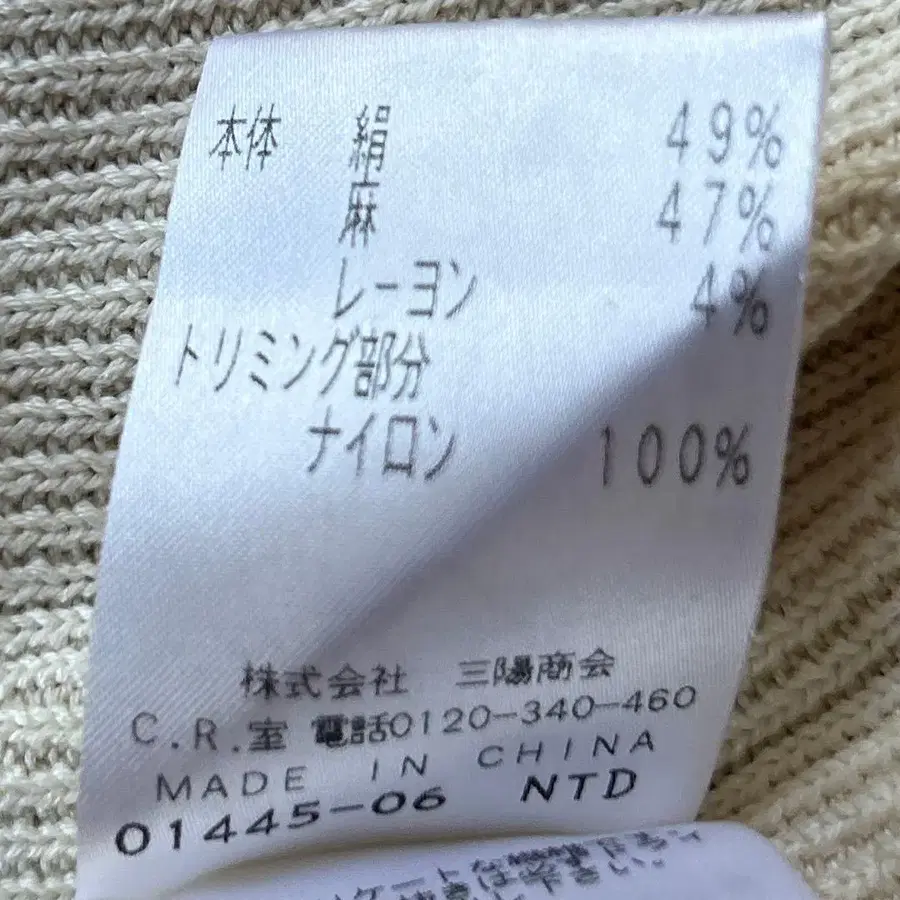 本体 絹 49%
麻 47%
レーヨン 4%
トリミング部分
ナイロン 100%
株式会社 三陽商会
C.R.室 電話0120-340-460
MADE IN CHINA
01445-06 NTD